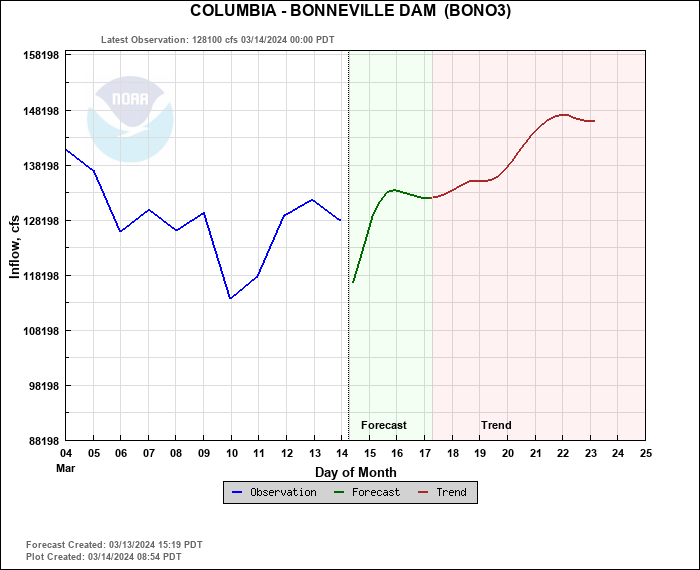 COLUMBIA - BONNEVILLE DAM (BONO3)
Latest Observation: 128100 cfs 03/14/2024 00:00 PDT
158198
148198
138198
128198
118198
108198
98198
88198
Inflow, cfs
NOAA
Forecast
Trend
04 05 06 07 08 09 10 11 12 13 14 15 16 17 18 19 20 21 22 23 24 25
Mar
Day of Month
Observation Forecast Trend
Forecast Created: 03/13/2024 15:19 PDT
Plot Created: 03/14/2024 08:54 PDT